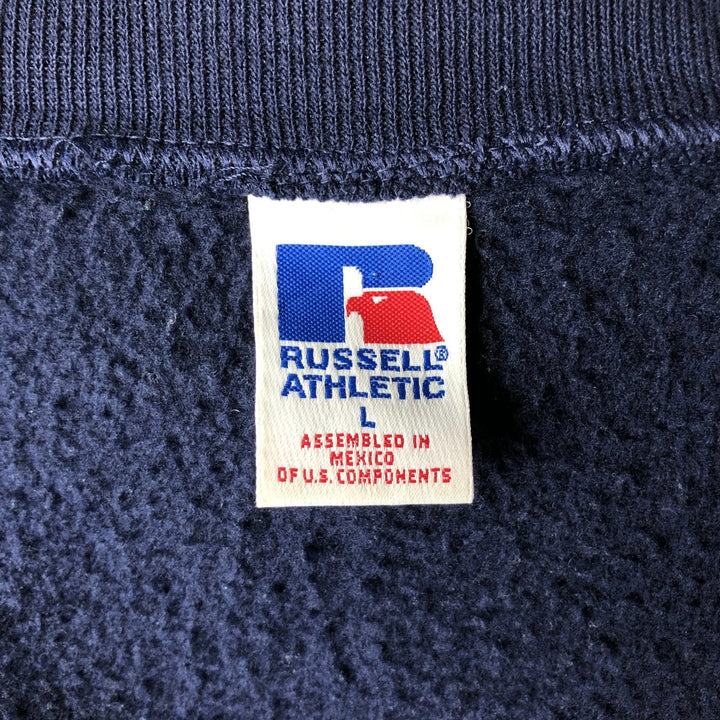 RUSSELL®
ATHLETIC
L
ASSEMBLED IN
MEXICO
OF U.S. COMPONENTS